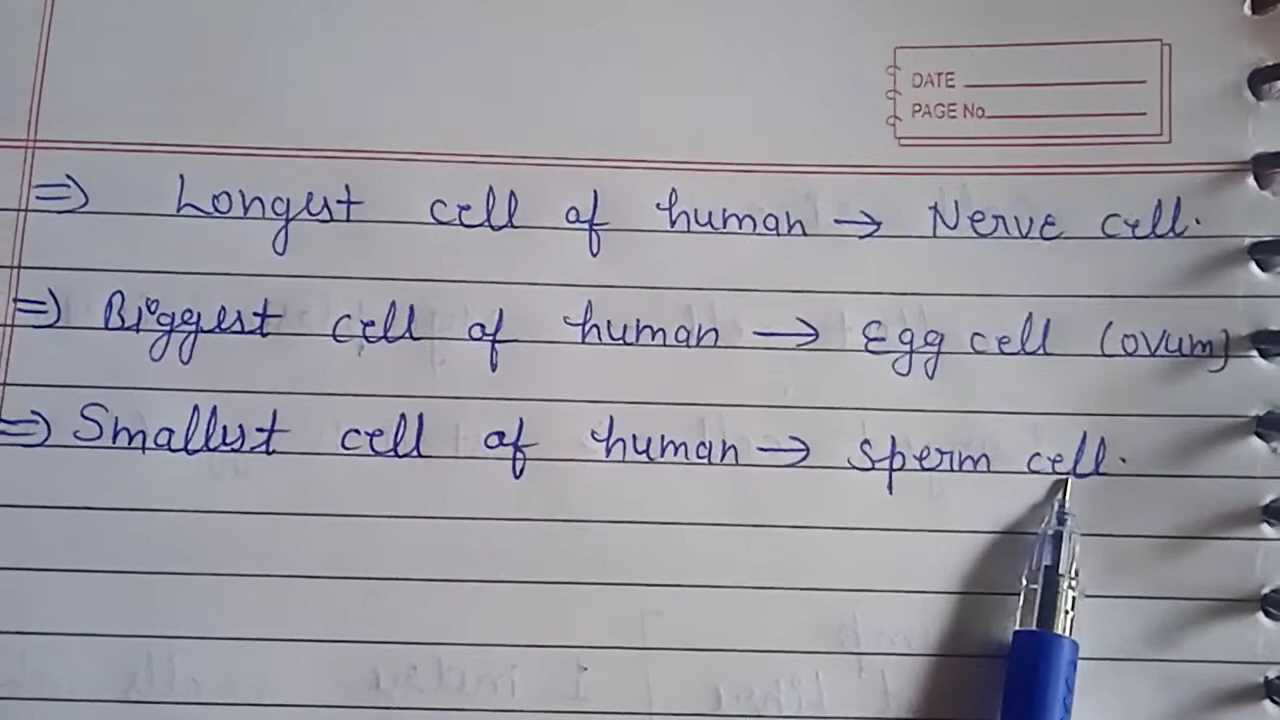 DATE
PAGE No.
⇒ Longest cell of human → Nerve cell.
⇒ Biggest cell of human → Egg cell (ovum)
⇒ Smallest cell of human → sperm cell.